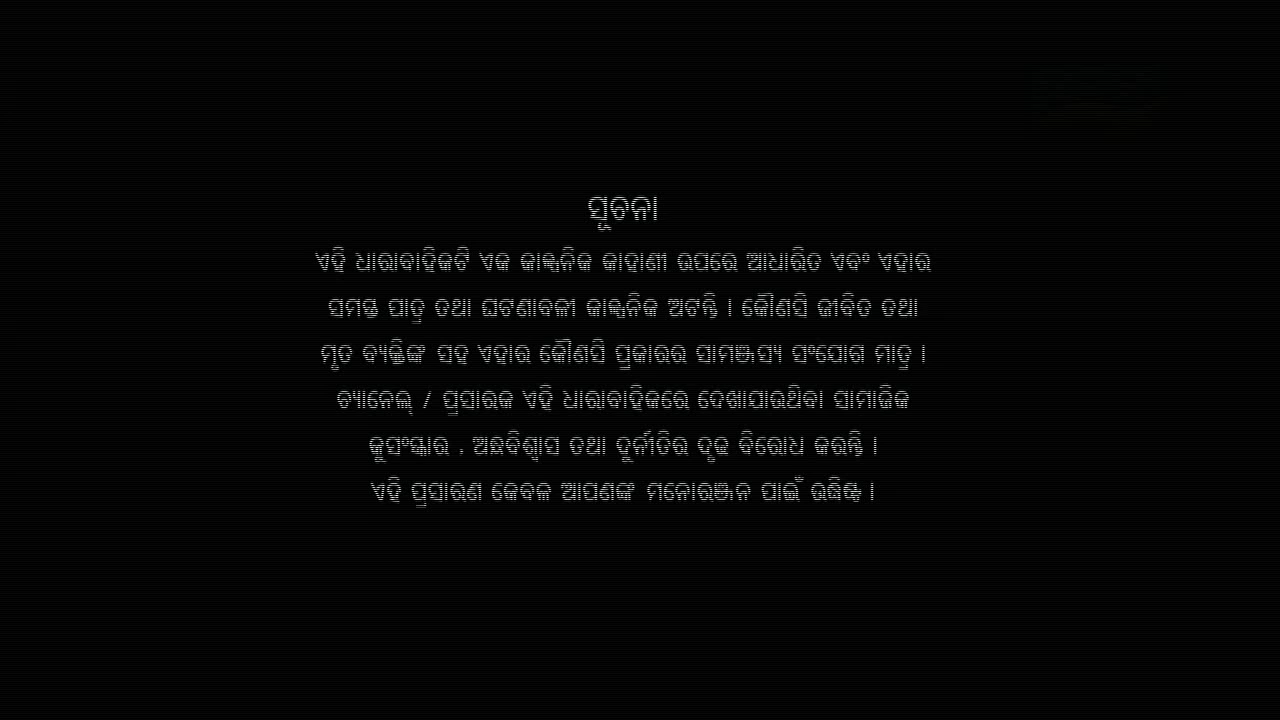 ସୂଚନା
ଏହି ଧାରାବାହିକଟି ଏକ କାଳ୍ପନିକ କାହାଣୀ ଉପରେ ଆଧାରିତ ଏବଂ ଏହାର
ସମସ୍ତ ପାତ୍ର ତଥା ଘଟଣାବଳୀ କାଳ୍ପନିକ ଅଟନ୍ତି । କୌଣସି ଜୀବିତ ତଥା
ମୃତ ବ୍ୟକ୍ତିଙ୍କ ସହ ଏହାର କୌଣସି ପ୍ରକାରର ସାମଞ୍ଜସ୍ୟ ସଂଯୋଗ ମାତ୍ର ।
ଚ୍ୟାନେଲ୍ / ପ୍ରସାରକ ଏହି ଧାରାବାହିକରେ ଦେଖାଯାଉଥିବା ସାମାଜିକ
କୁସଂସ୍କାର , ଅନ୍ଧବିଶ୍ୱାସ ତଥା ଦୁର୍ନୀତିର ଦୃଢ ବିରୋଧ କରନ୍ତି ।
ଏହି ପ୍ରସାରଣ କେବଳ ଆପଣଙ୍କ ମନୋରଞ୍ଜନ ପାଇଁ ଉଦ୍ଦିଷ୍ଟ ।